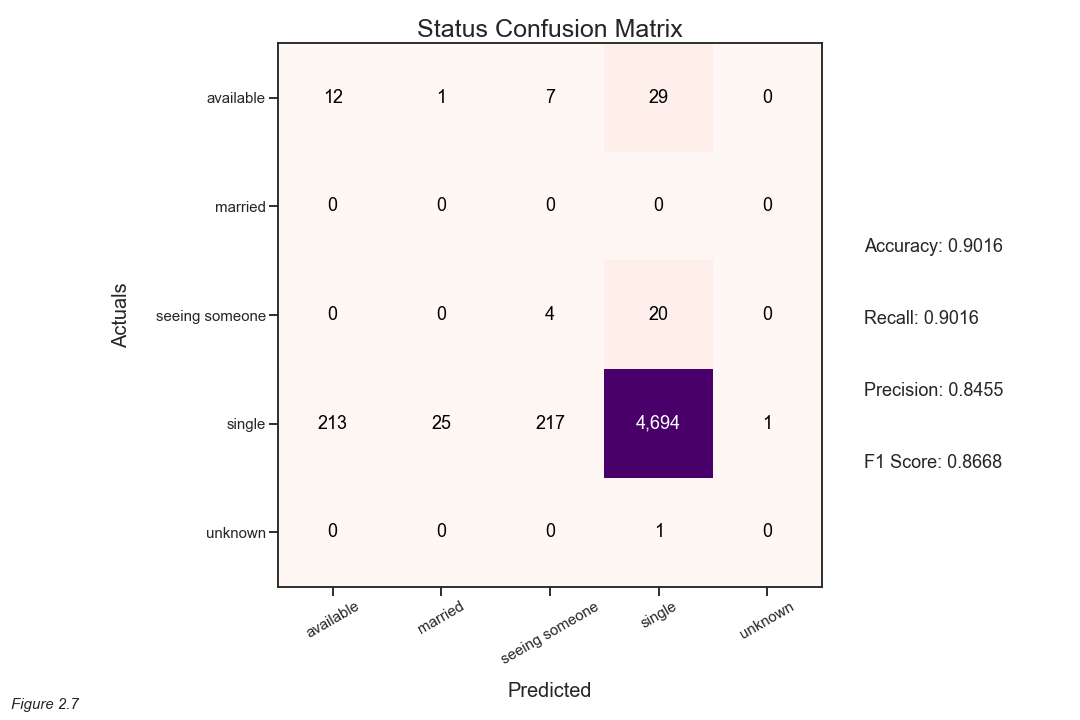 Status Confusion Matrix
available 12 1 7 29 0
married 0 0 0 0 0
Accuracy: 0.9016
Actuals
seeing someone 0 0 4 20 0
Recall: 0.9016
Precision: 0.8455
single 213 25 217 4,694 1
F1 Score: 0.8668
unknown 0 0 0 1 0
available married seeing someone single unknown
Predicted
Figure 2.7